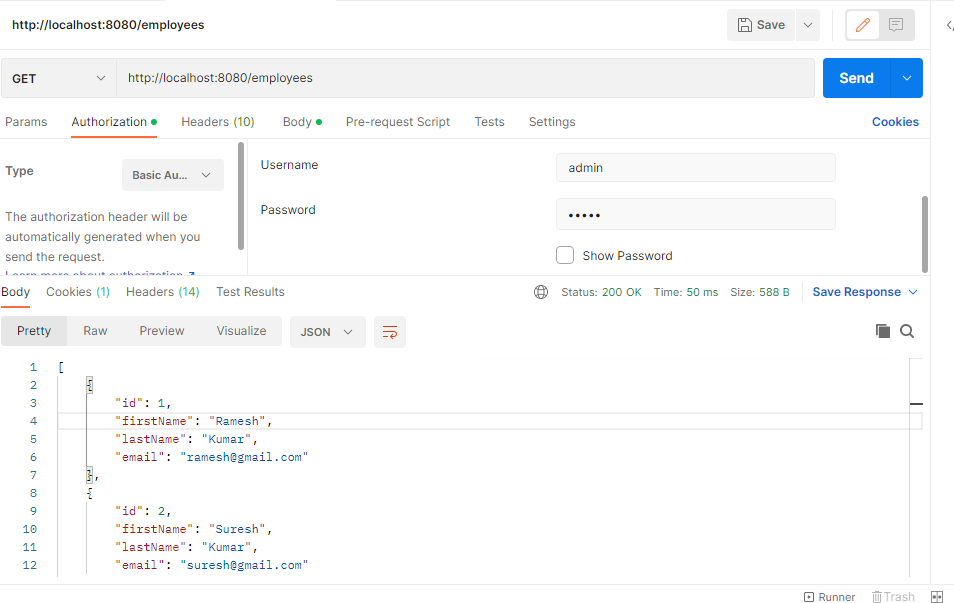 http://localhost:8080/employees
Save
GET
http://localhost:8080/employees
Send
Params
Authorization
Headers (10)
Body
Pre-request Script
Tests
Settings
Cookies
Type
Basic Au...
Username
admin
Password
•••••
Show Password
The authorization header will be
automatically generated when you
send the request.
Learn more about authorization ↗
Body
Cookies (1)
Headers (14)
Test Results
Status: 200 OK
Time: 50 ms
Size: 588 B
Save Response
Pretty
Raw
Preview
Visualize
JSON
1 [
2 {
3 "id": 1,
4 "firstName": "Ramesh",
5 "lastName": "Kumar",
6 "email": "ramesh@gmail.com"
7 },
8 {
9 "id": 2,
10 "firstName": "Suresh",
11 "lastName": "Kumar",
12 "email": "suresh@gmail.com"
Runner
Trash